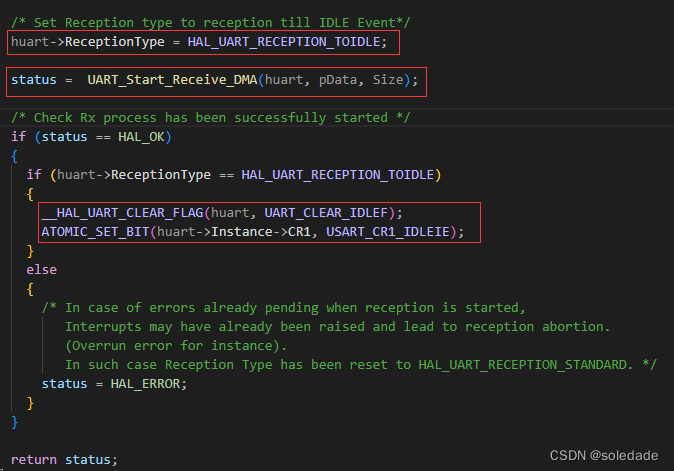 /* Set Reception type to reception till IDLE Event*/
huart->ReceptionType = HAL_UART_RECEPTION_TOIDLE;
status =  UART_Start_Receive_DMA(huart, pData, Size);
/* Check Rx process has been successfully started */
if (status == HAL_OK)
{
if (huart->ReceptionType == HAL_UART_RECEPTION_TOIDLE)
{
__HAL_UART_CLEAR_FLAG(huart, UART_CLEAR_IDLEF);
ATOMIC_SET_BIT(huart->Instance->CR1, USART_CR1_IDLEIE);
}
else
{
/* In case of errors already pending when reception is started,
Interrupts may have already been raised and lead to reception abortion.
(Overrun error for instance).
In such case Reception Type has been reset to HAL_UART_RECEPTION_STANDARD. */
status = HAL_ERROR;
}
}
return status;
CSDN @soledade